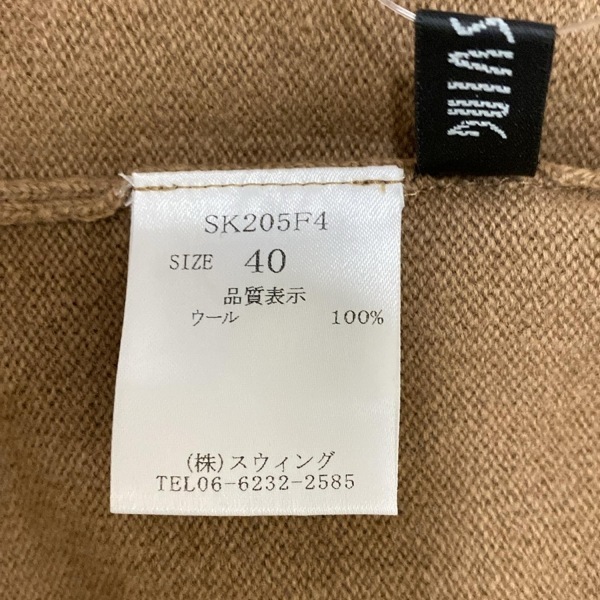 SWING
SK205F4
SIZE 40
品質表示
ウール 100%
(株)スウィング
TEL06-6232-2585